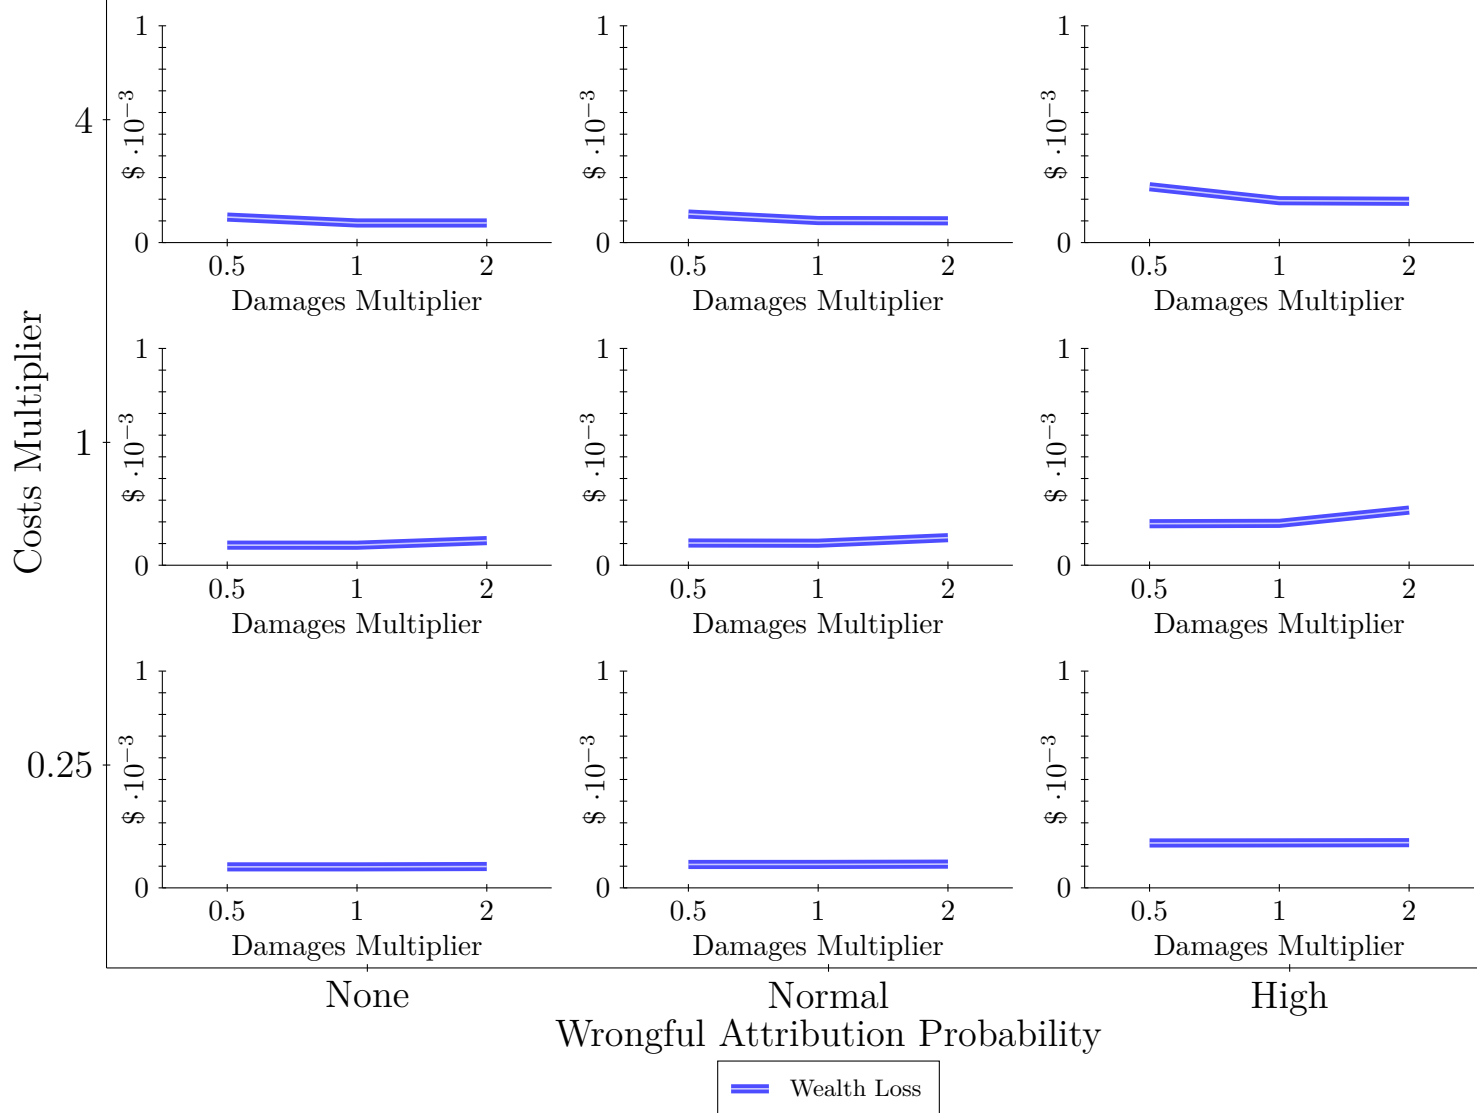 Costs Multiplier
4
1
0.25
1
0
$ ·10⁻³
0.5 1 2
Damages Multiplier
1
0
$ ·10⁻³
0.5 1 2
Damages Multiplier
1
0
$ ·10⁻³
0.5 1 2
Damages Multiplier
1
0
$ ·10⁻³
0.5 1 2
Damages Multiplier
1
0
$ ·10⁻³
0.5 1 2
Damages Multiplier
1
0
$ ·10⁻³
0.5 1 2
Damages Multiplier
1
0
$ ·10⁻³
0.5 1 2
Damages Multiplier
1
0
$ ·10⁻³
0.5 1 2
Damages Multiplier
1
0
$ ·10⁻³
0.5 1 2
Damages Multiplier
None Normal High
Wrongful Attribution Probability
Wealth Loss